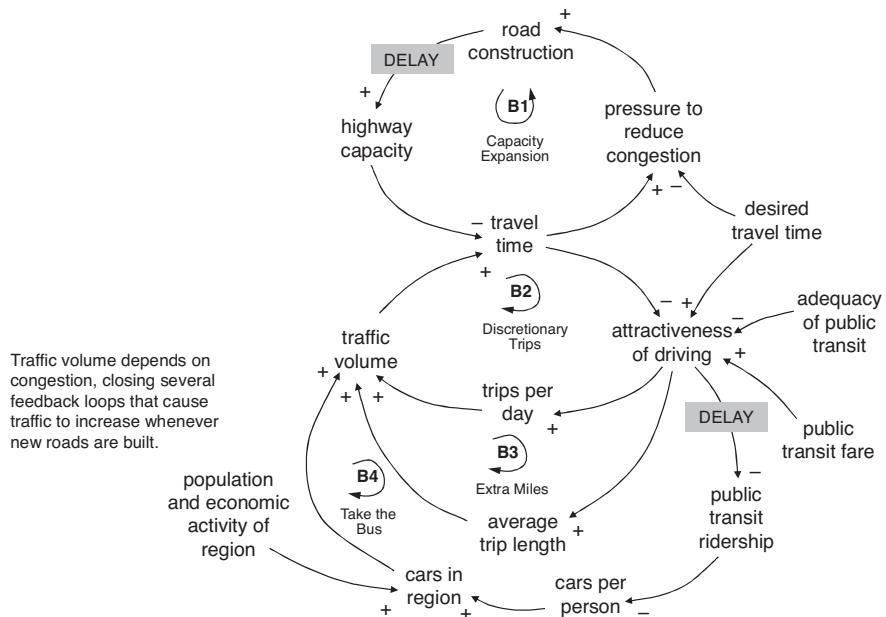 +
road
construction
DELAY
+
highway
capacity
B1
Capacity
Expansion
pressure to
reduce
congestion
+ –
– travel
time
+
desired
travel time
B2
Discretionary
Trips
– +
attractiveness
of driving
–
+
adequacy
of public
transit
traffic
volume
+
+ +
Traffic volume depends on
congestion, closing several
feedback loops that cause
traffic to increase whenever
new roads are built.
trips per
day
+
DELAY
public
transit fare
B3
Extra Miles
B4
Take the
Bus
population
and economic
activity of
region
average
trip length
+
–
public
transit
ridership
cars in
region
+ +
cars per
person
–